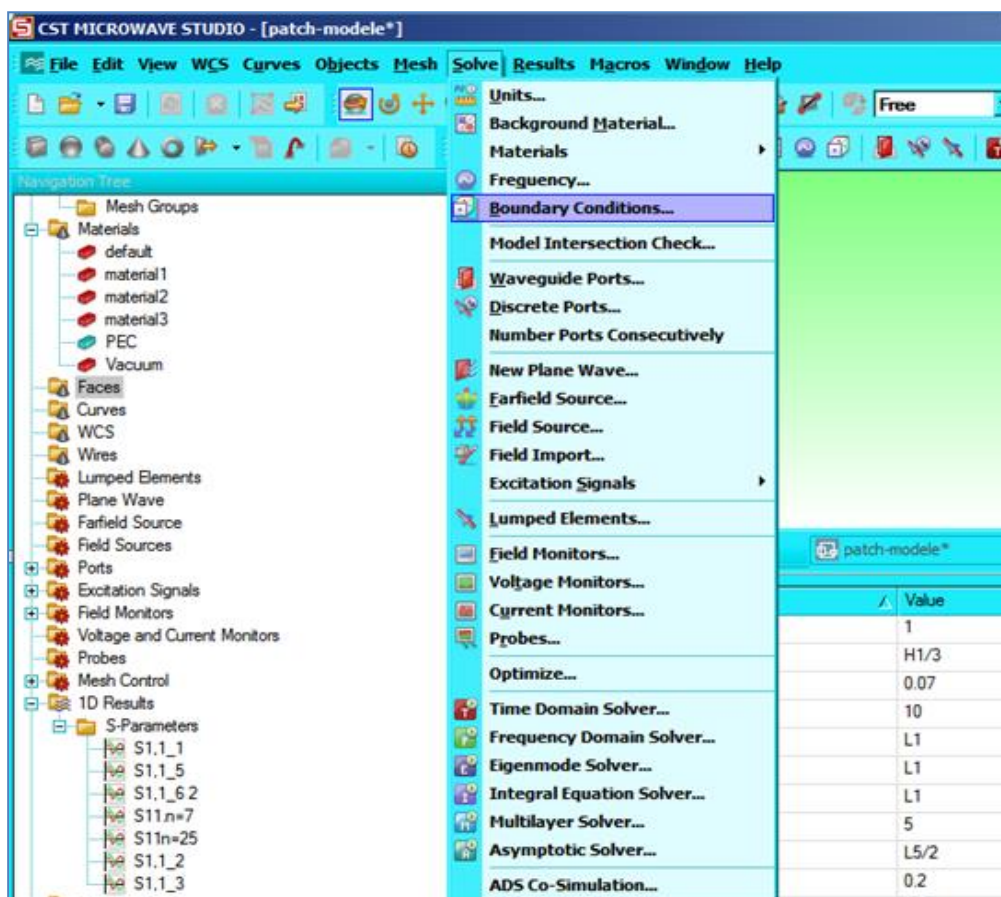 CST MICROWAVE STUDIO - [patch-modele*]
File Edit View WCS Curves Objects Mesh Solve Results Macros Window Help
Free
Navigation Tree
Mesh Groups
Materials
default
material1
material2
material3
PEC
Vacuum
Faces
Curves
WCS
Wires
Lumped Elements
Plane Wave
Farfield Source
Field Sources
Ports
Excitation Signals
Field Monitors
Voltage and Current Monitors
Probes
Mesh Control
1D Results
S-Parameters
S1,1_1
S1,1_5
S1,1_6 2
S11.n=7
S11n=25
S1,1_2
S1,1_3
Units...
Background Material...
Materials
Frequency...
Boundary Conditions...
Model Intersection Check...
Waveguide Ports...
Discrete Ports...
Number Ports Consecutively
New Plane Wave...
Farfield Source...
Field Source...
Field Import...
Excitation Signals
Lumped Elements...
Field Monitors...
Voltage Monitors...
Current Monitors...
Probes...
Optimize...
Time Domain Solver...
Frequency Domain Solver...
Eigenmode Solver...
Integral Equation Solver...
Multilayer Solver...
Asymptotic Solver...
ADS Co-Simulation...
patch-modele*
Value
1
H1/3
0.07
10
L1
L1
L1
5
L5/2
0.2